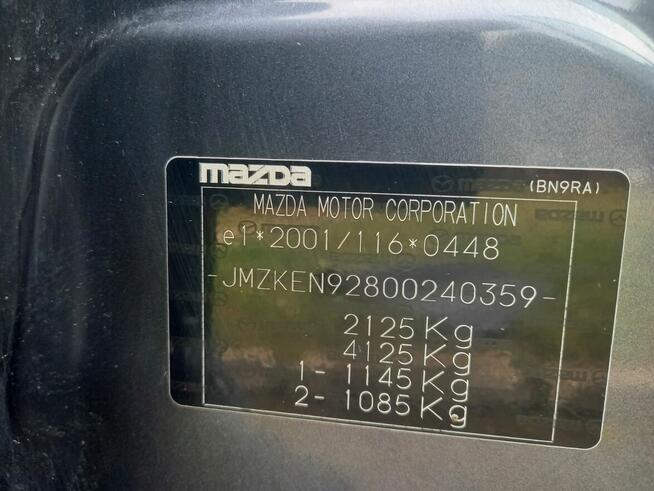 mazda
(BN9RA)
MAZDA MOTOR CORPORATION
e1*2001/116*0448
-JMZKEN92800240359-
2125 Kg
4125 Kg
1- 1145 Kg
2- 1085 Kg